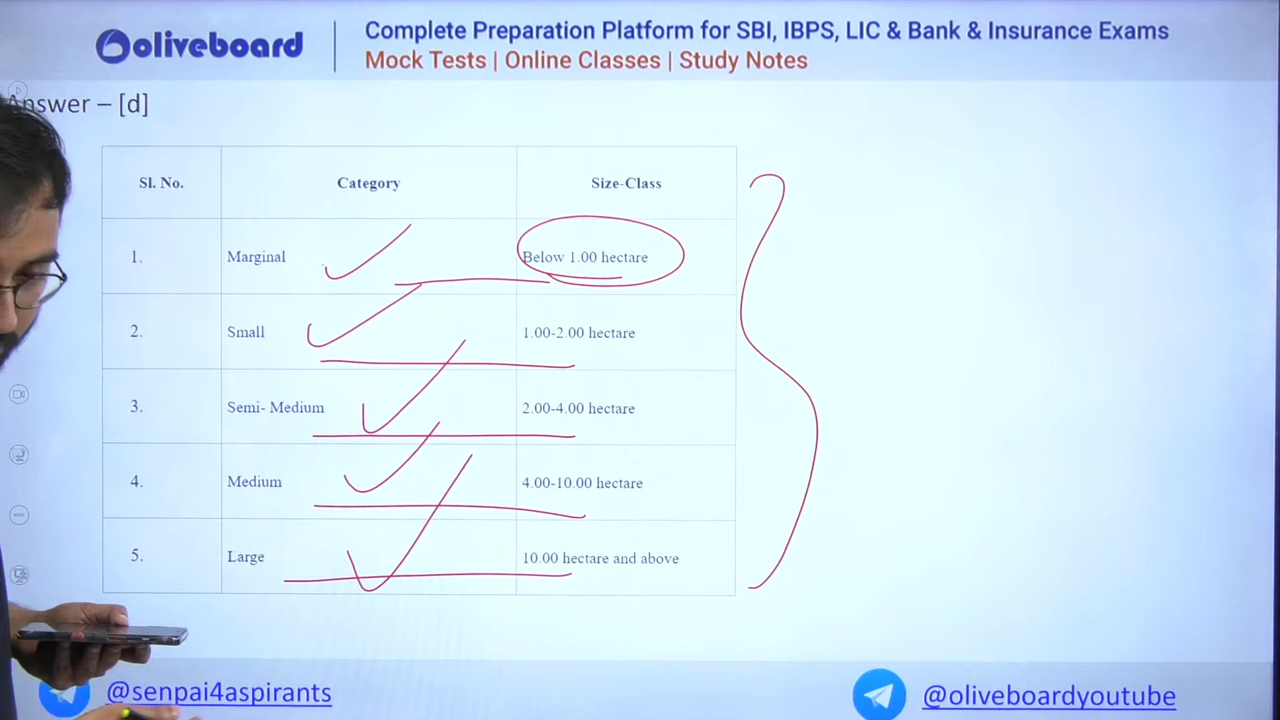 oliveboard
Complete Preparation Platform for SBI, IBPS, LIC & Bank & Insurance Exams
Mock Tests | Online Classes | Study Notes
Answer – [d]
Sl. No. Category Size-Class
1. Marginal Below 1.00 hectare
2. Small 1.00-2.00 hectare
3. Semi- Medium 2.00-4.00 hectare
4. Medium 4.00-10.00 hectare
5. Large 10.00 hectare and above
@senpai4aspirants
@oliveboardyoutube